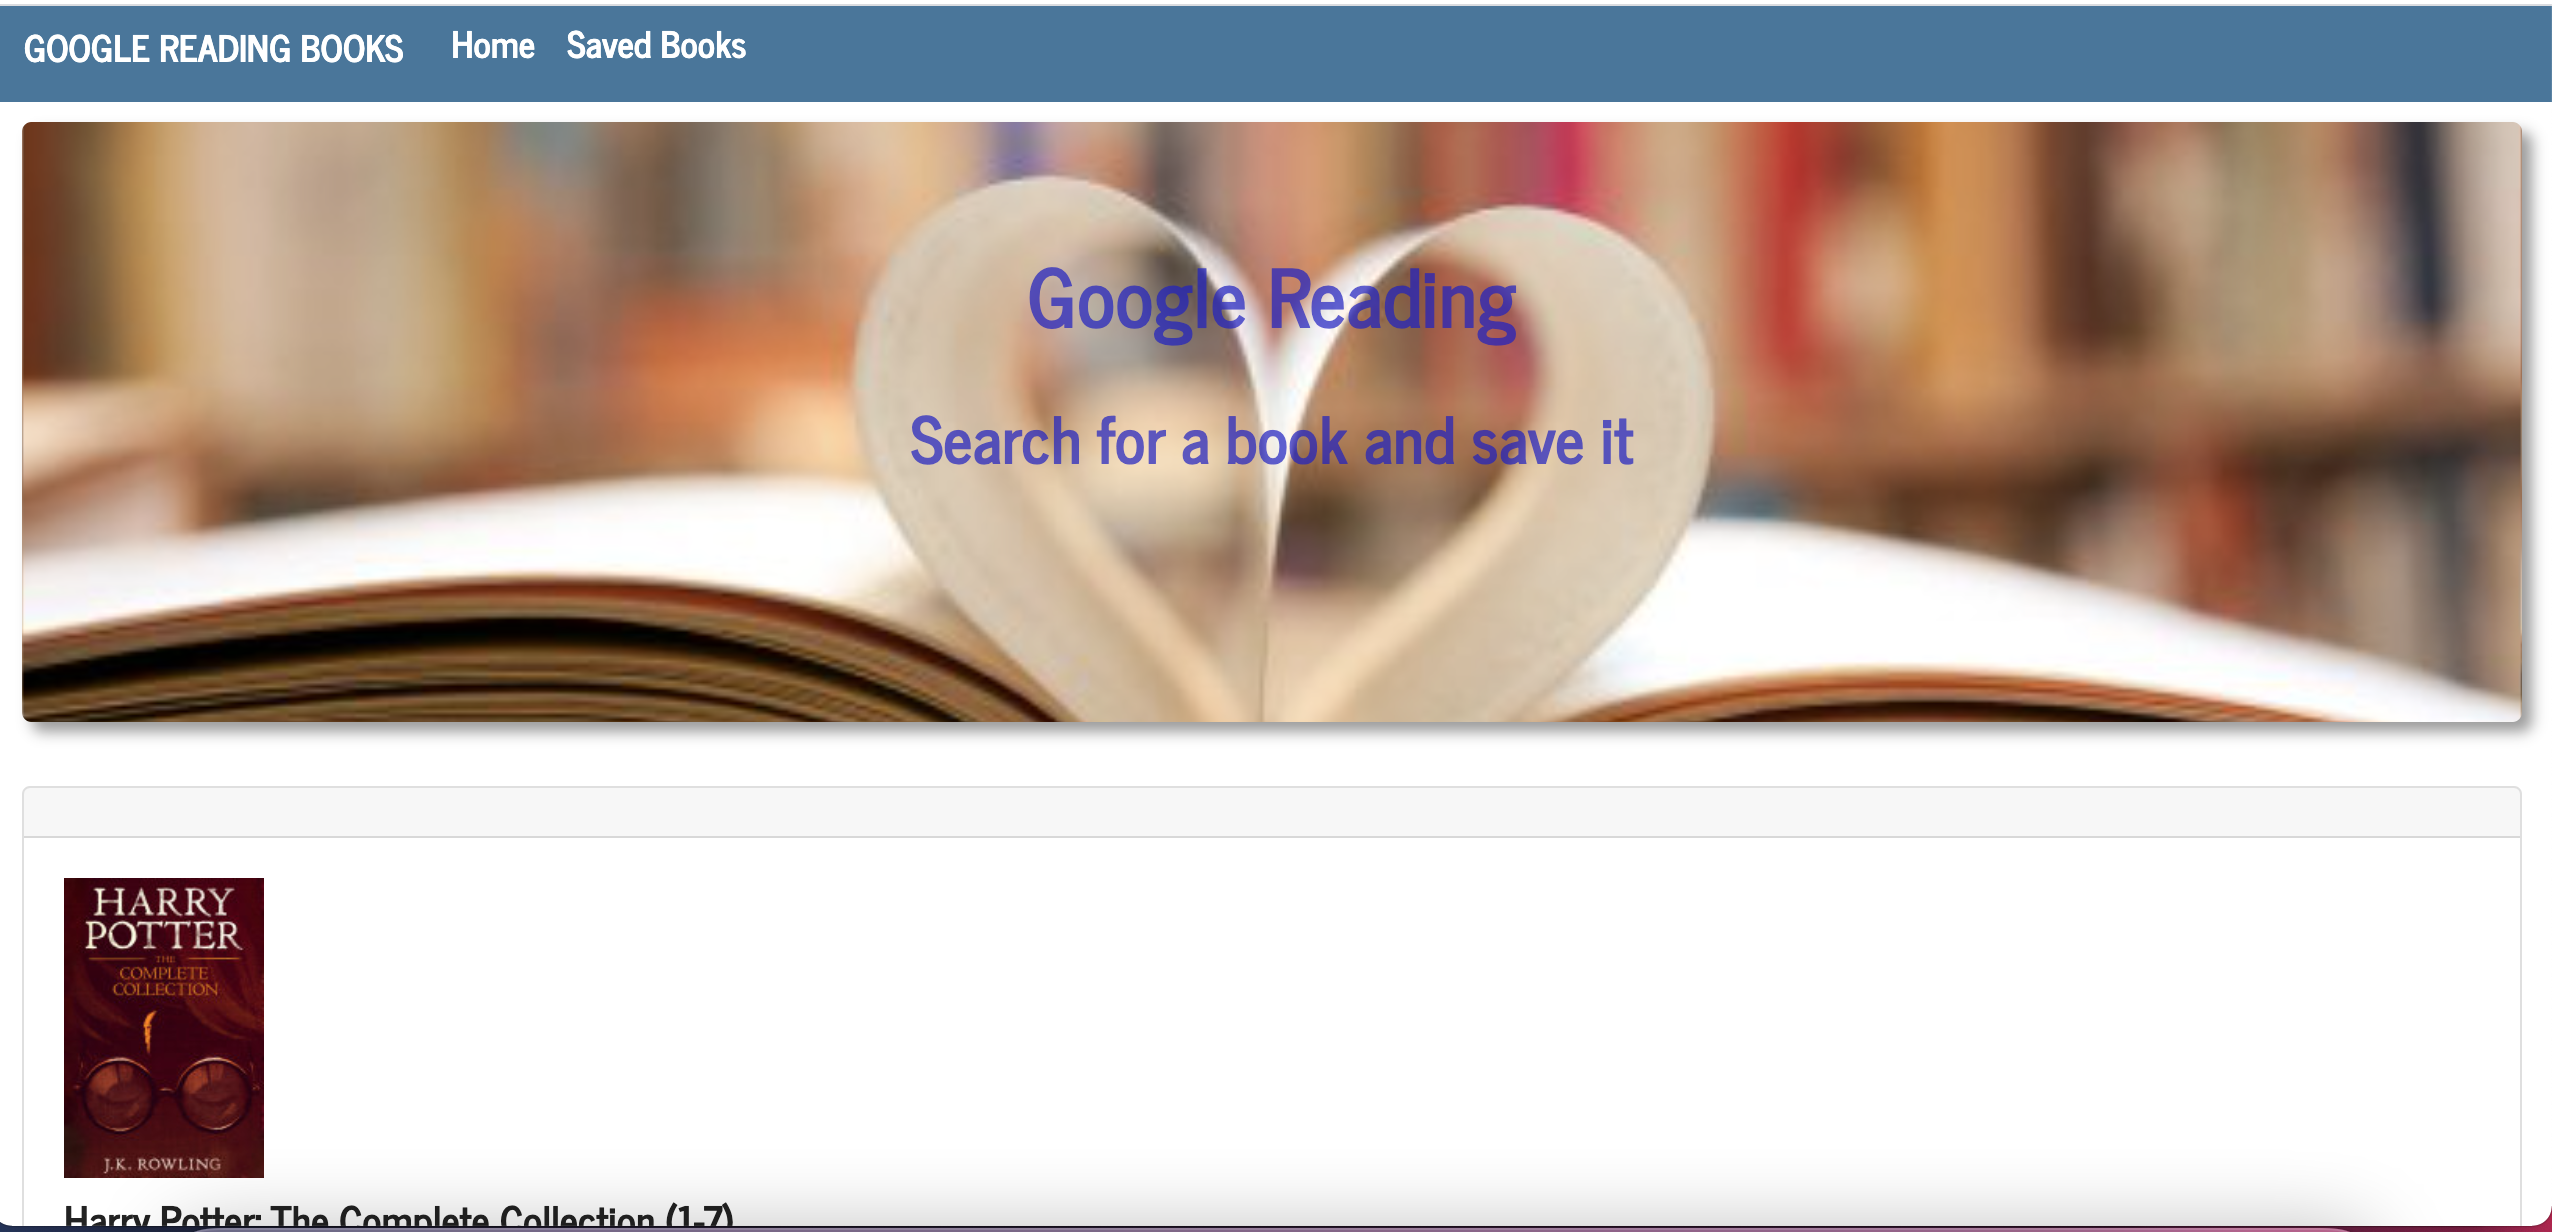 GOOGLE READING BOOKS Home Saved Books
Google Reading
Search for a book and save it
HARRY
POTTER
THE
COMPLETE
COLLECTION
J.K. ROWLING
Harry Potter: The Complete Collection (1-7)